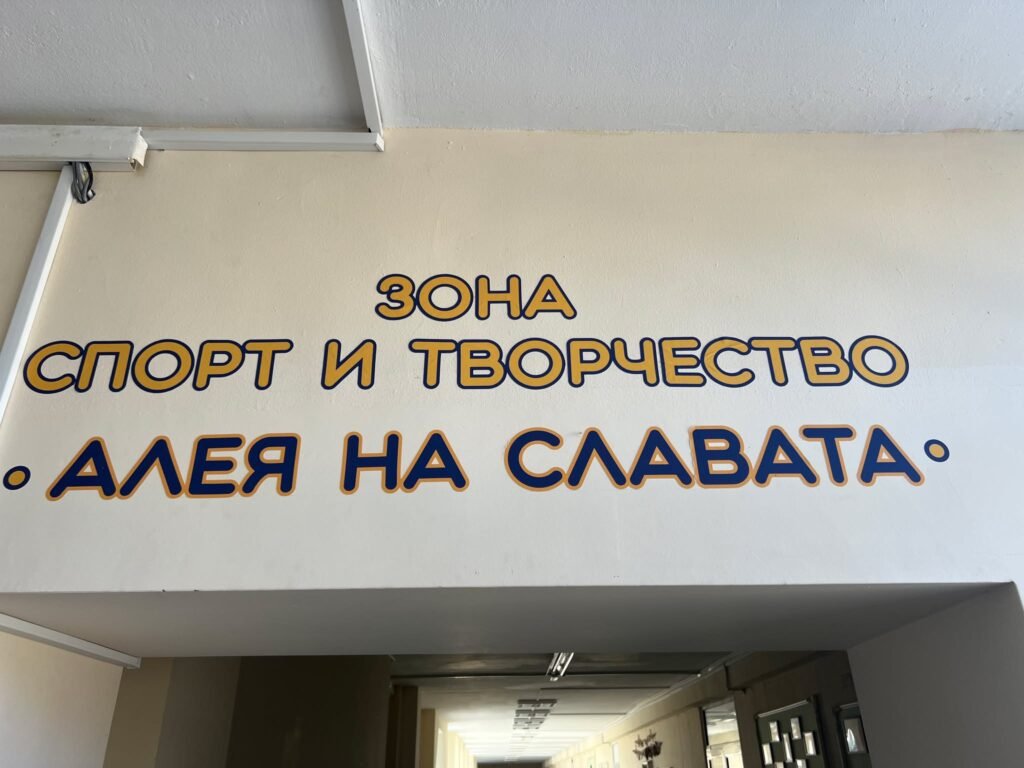 ЗОНА
СПОРТ И ТВОРЧЕСТВО
• АЛЕЯ НА СЛАВАТА •